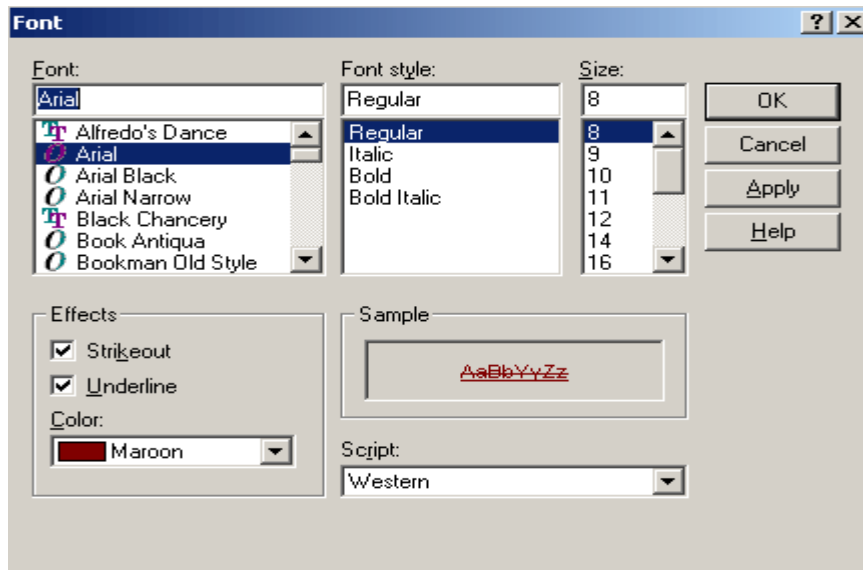 Font
Font:
Arial
Alfredo's Dance
Arial
Arial Black
Arial Narrow
Black Chancery
Book Antiqua
Bookman Old Style
Font style:
Regular
Regular
Italic
Bold
Bold Italic
Size:
8
8
9
10
11
12
14
16
OK
Cancel
Apply
Help
Effects
Strikeout
Underline
Color:
Maroon
Sample
AaBbYyZz
Script:
Western